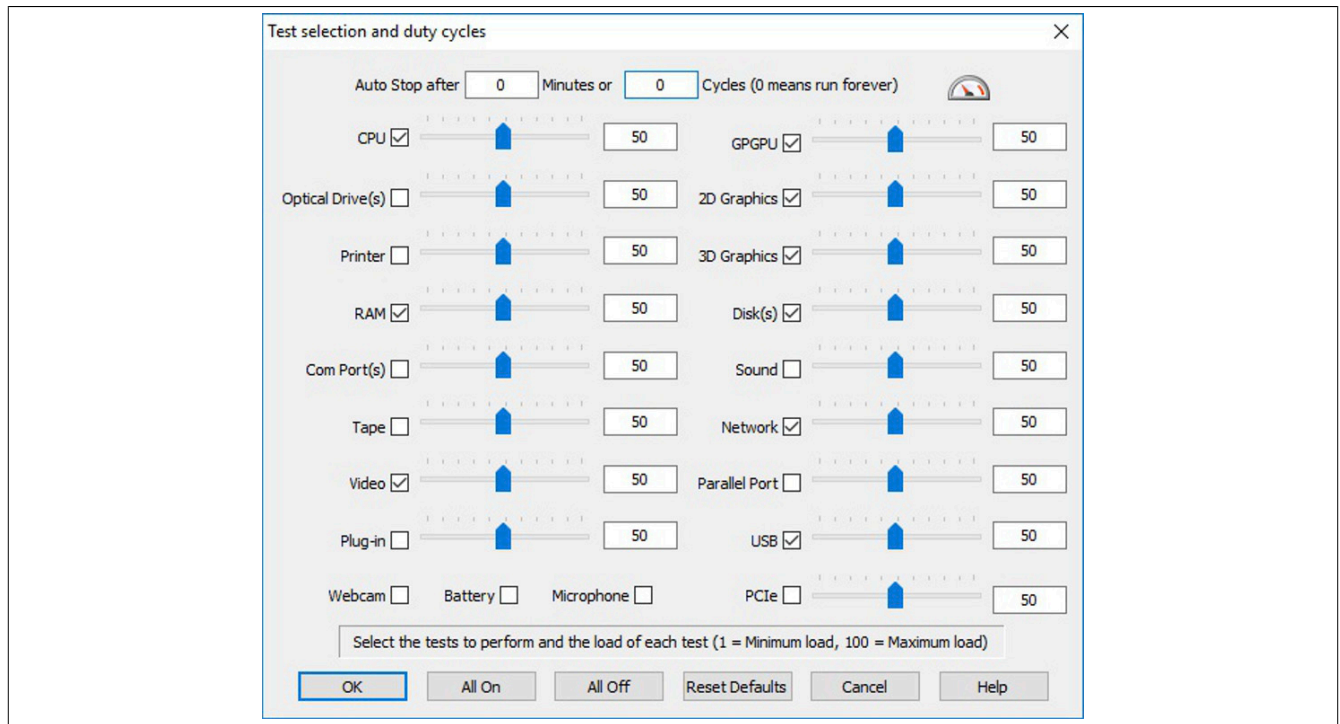 Test selection and duty cycles
Auto Stop after 0 Minutes or 0 Cycles (0 means run forever)
CPU 50 GPGPU 50
Optical Drive(s) 50 2D Graphics 50
Printer 50 3D Graphics 50
RAM 50 Disk(s) 50
Com Port(s) 50 Sound 50
Tape 50 Network 50
Video 50 Parallel Port 50
Plug-in 50 USB 50
Webcam Battery Microphone PCIe 50
Select the tests to perform and the load of each test (1 = Minimum load, 100 = Maximum load)
OK All On All Off Reset Defaults Cancel Help